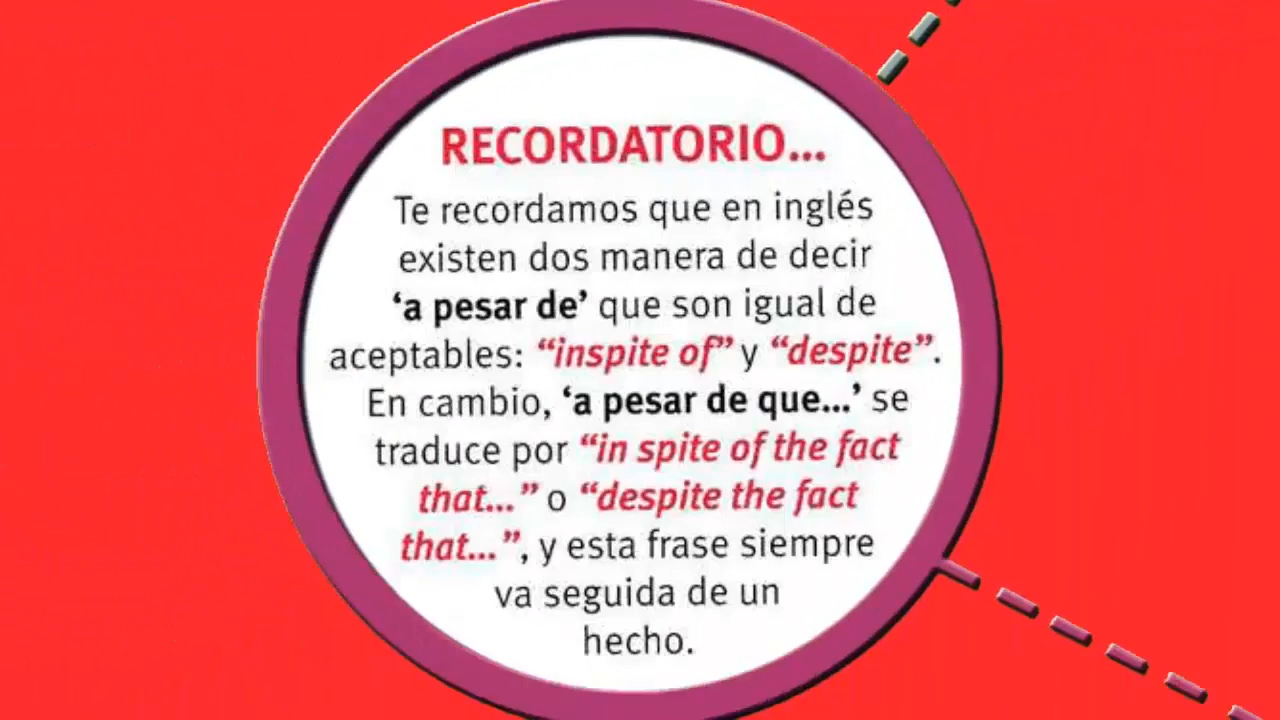 RECORDATORIO...
Te recordamos que en inglés
existen dos manera de decir
‘a pesar de’ que son igual de
aceptables: “inspite of” y “despite”.
En cambio, ‘a pesar de que...’ se
traduce por “in spite of the fact
that...” o “despite the fact
that...”, y esta frase siempre
va seguida de un
hecho.